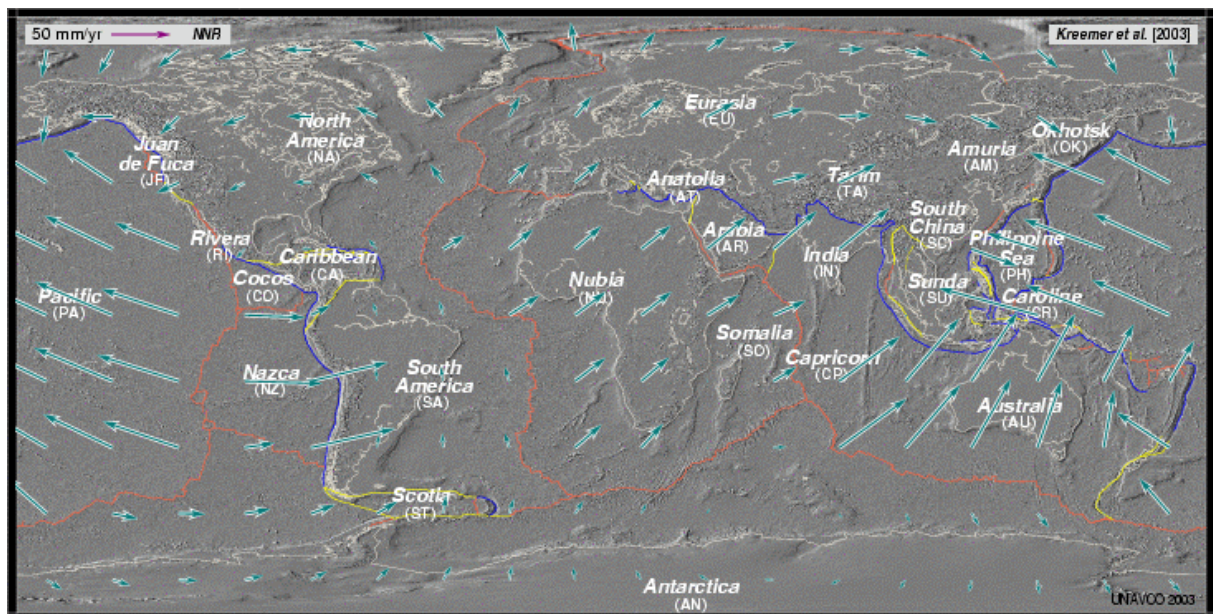 50 mm/yr NNR
Kreemer et al. [2003]
Eurasia
(EU)
North
America
(NA)
Okhotsk
(OK)
Juan
de Fuca
(JF)
Amuria
(AM)
Anatolia
(AT)
Tarim
(TA)
South
China
(SC)
Rivera
(RI)
Arabia
(AR)
Philippine
Sea
(PH)
Caribbean
(CA)
India
(IN)
Cocos
(CO)
Nubia
(NU)
Sunda
(SU)
Pacific
(PA)
Caroline
(CR)
Somalia
(SO)
Capricorn
(CP)
Nazca
(NZ)
South
America
(SA)
Australia
(AU)
Scotia
(ST)
Antarctica
(AN)
UNAVCO 2003